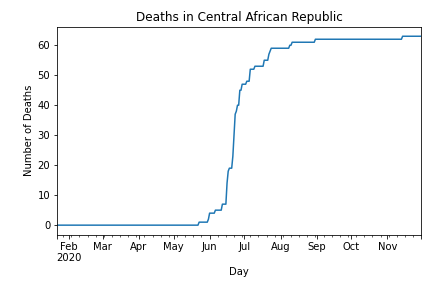 Deaths in Central African Republic
Number of Deaths
60
50
40
30
20
10
0
Feb Mar Apr May Jun Jul Aug Sep Oct Nov
2020
Day